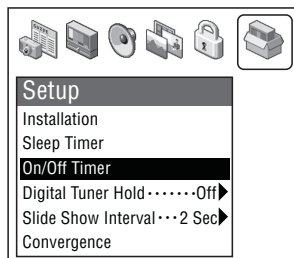 Setup
Installation
Sleep Timer
On/Off Timer
Digital Tuner Hold ·······Off
Slide Show Interval ···2 Sec
Convergence